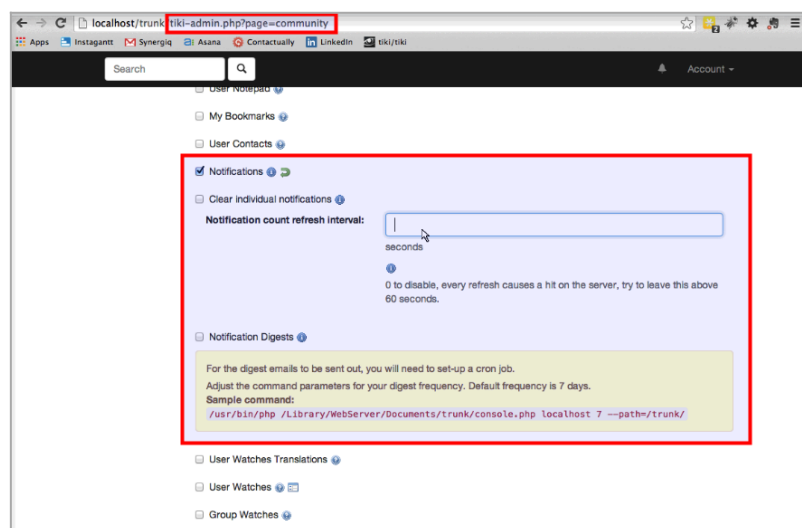 localhost/trunk/tiki-admin.php?page=community
2
Apps Instagantt Synergiq Asana Contactually LinkedIn tiki/tiki
Search Account
User Notepad
My Bookmarks
User Contacts
Notifications
Clear individual notifications
Notification count refresh interval:
seconds
0 to disable, every refresh causes a hit on the server, try to leave this above
60 seconds.
Notification Digests
For the digest emails to be sent out, you will need to set-up a cron job.
Adjust the command parameters for your digest frequency. Default frequency is 7 days.
Sample command:
/usr/bin/php /Library/WebServer/Documents/trunk/console.php localhost 7 --path=/trunk/
User Watches Translations
User Watches
Group Watches